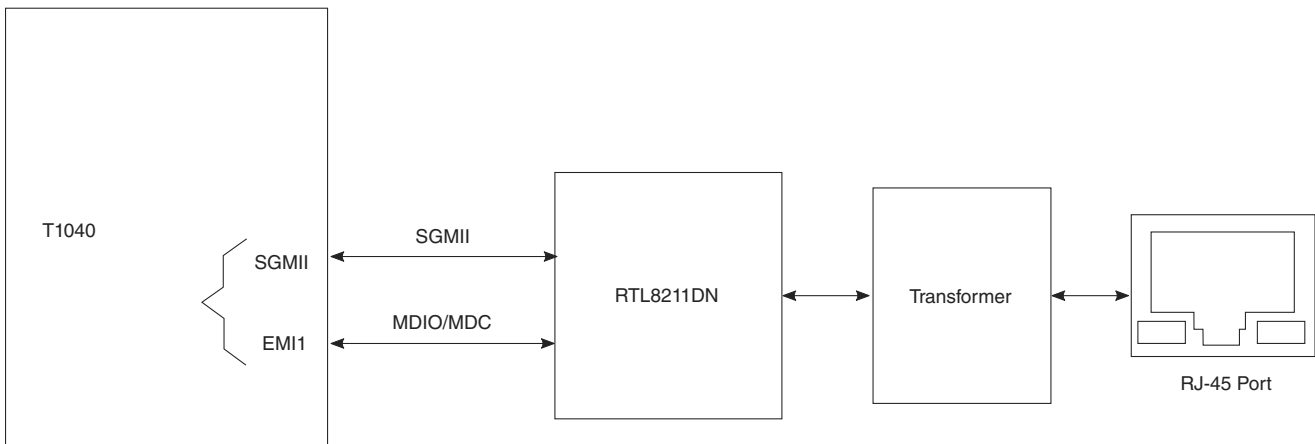 T1040
SGMII
EMI1
SGMII
MDIO/MDC
RTL8211DN
Transformer
RJ-45 Port